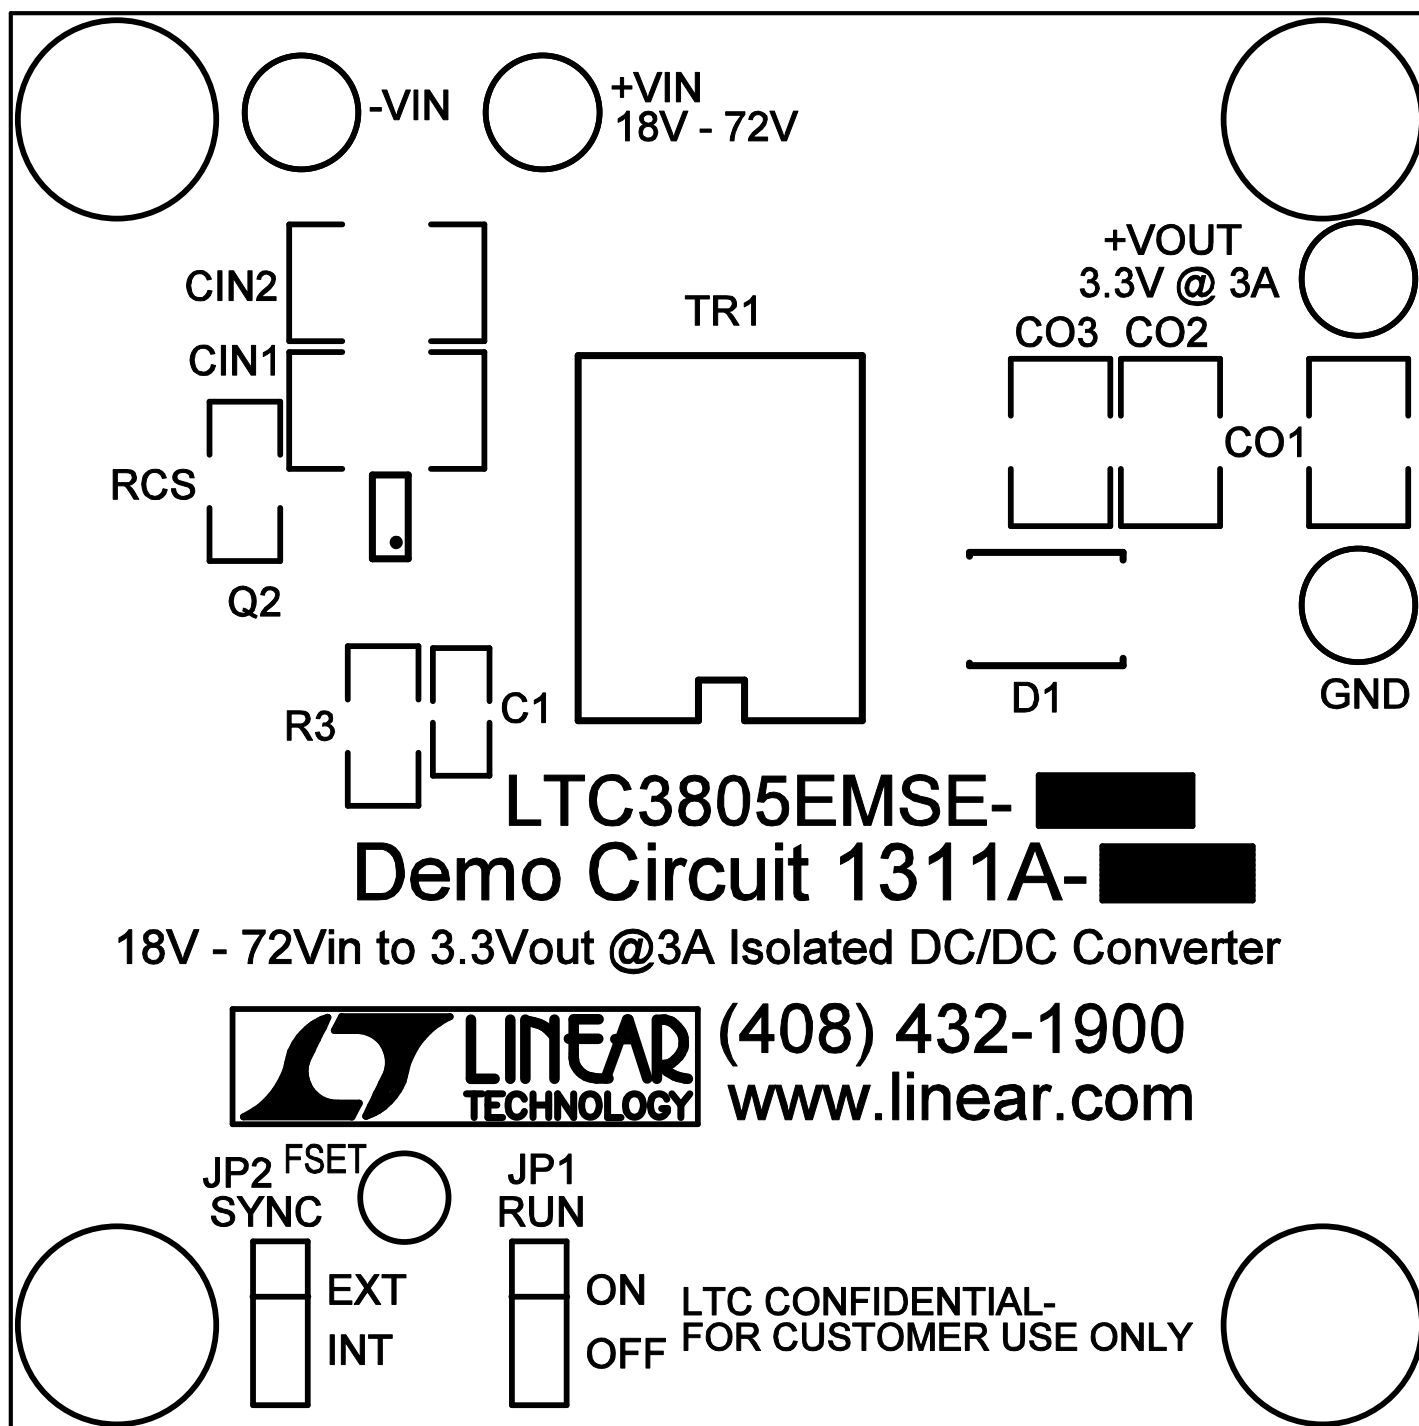 -VIN
+VIN
18V - 72V
+VOUT
3.3V @ 3A
CIN2
TR1
CO3
CO2
CIN1
CO1
RCS
Q2
D1
GND
R3
C1
LTC3805EMSE-
Demo Circuit 1311A-
18V - 72Vin to 3.3Vout @3A Isolated DC/DC Converter
LINEAR
TECHNOLOGY
(408) 432-1900
www.linear.com
JP2
SYNC
FSET
JP1
RUN
EXT
INT
ON
OFF
LTC CONFIDENTIAL-
FOR CUSTOMER USE ONLY